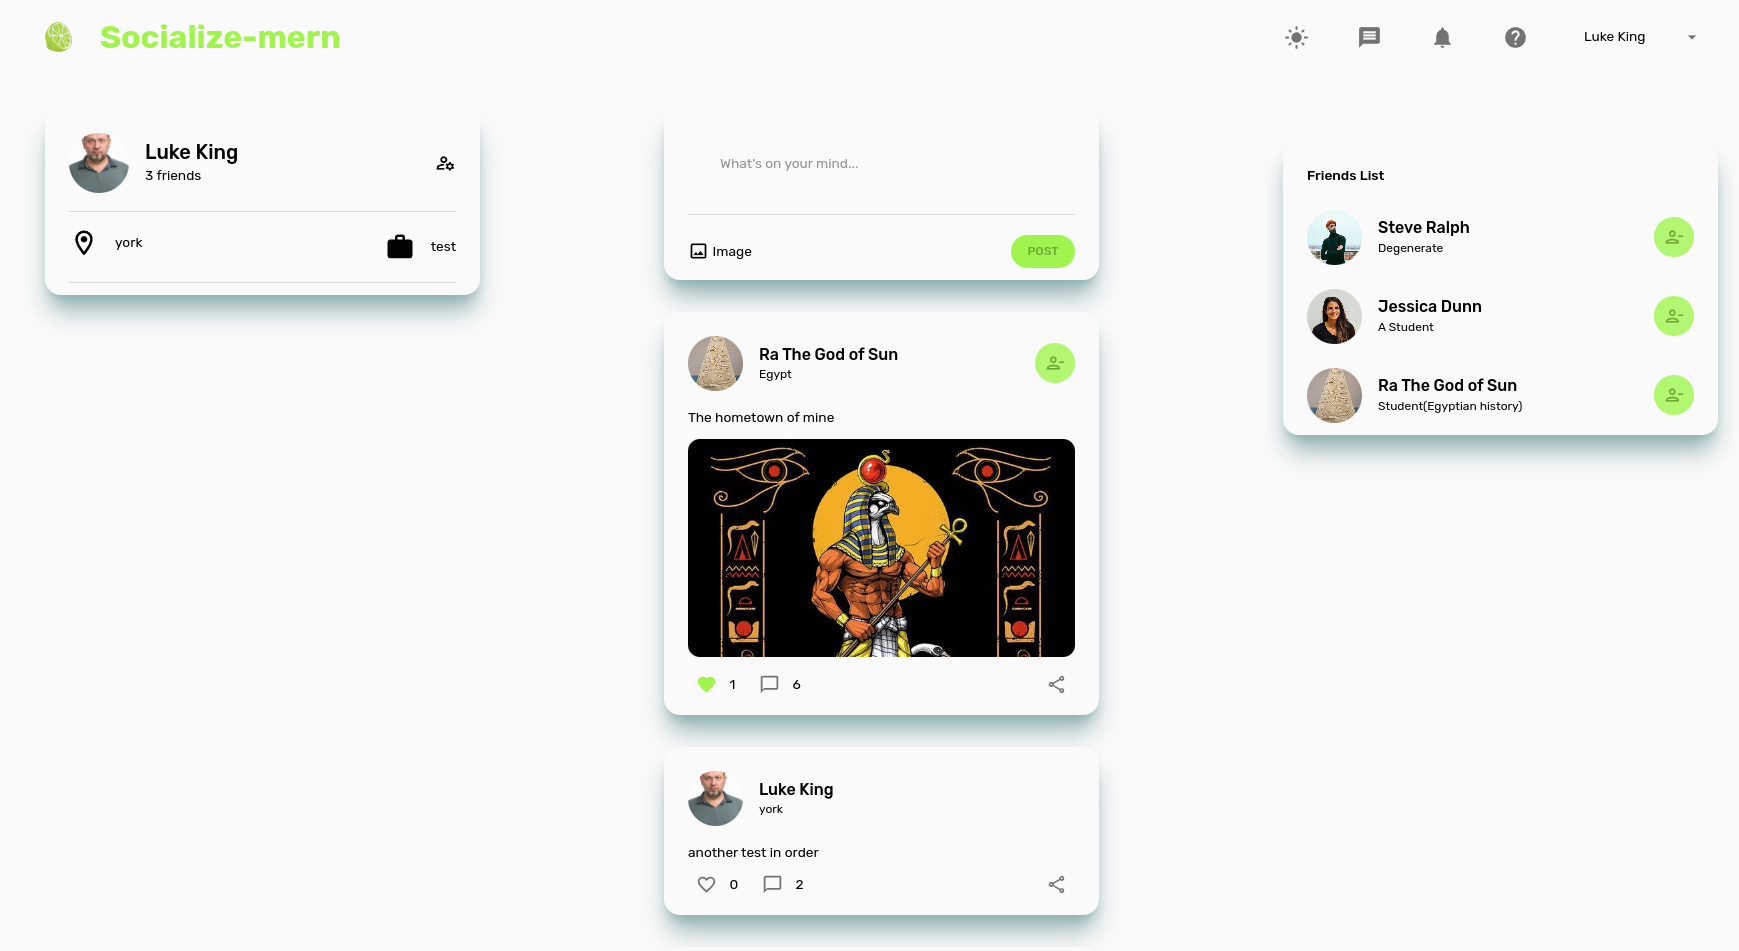 Socialize-mern
Luke King
Luke King
3 friends
york
test
What's on your mind...
Image
POST
Ra The God of Sun
Egypt
The hometown of mine
1
6
Luke King
york
another test in order
0
2
Friends List
Steve Ralph
Degenerate
Jessica Dunn
A Student
Ra The God of Sun
Student(Egyptian history)